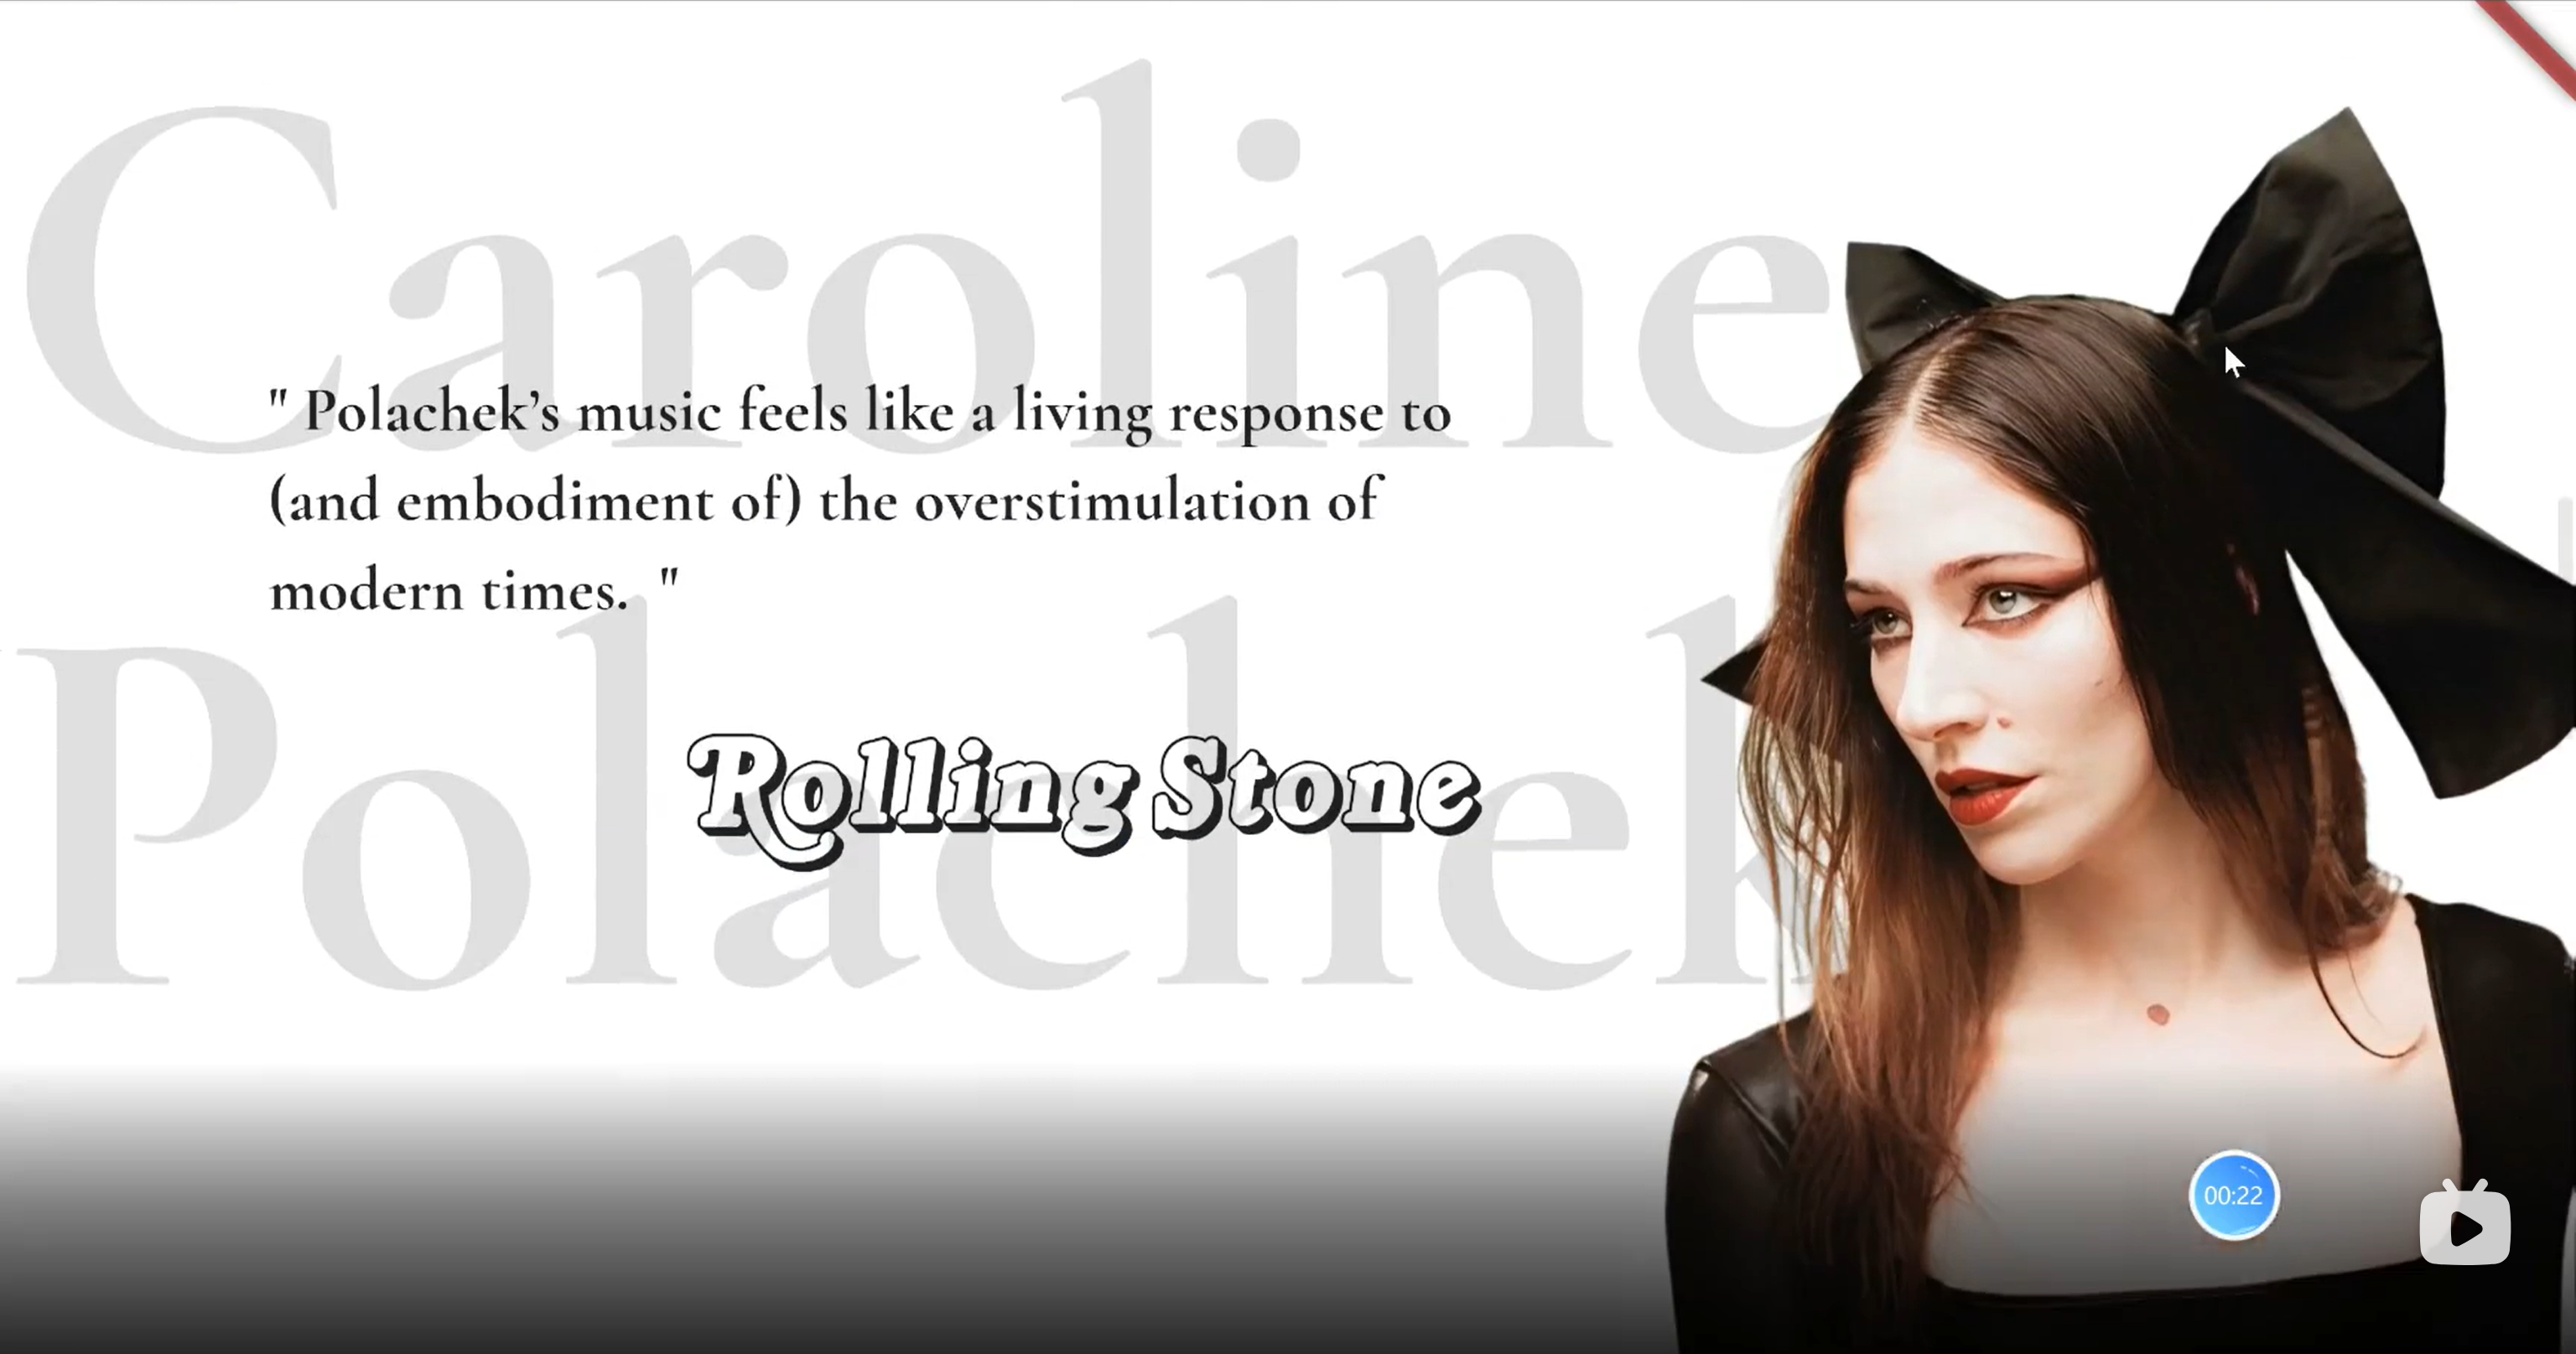 Caroline
" Polachek’s music feels like a living response to
(and embodiment of) the overstimulation of
modern times. "
Polachek
Rolling Stone
00:22